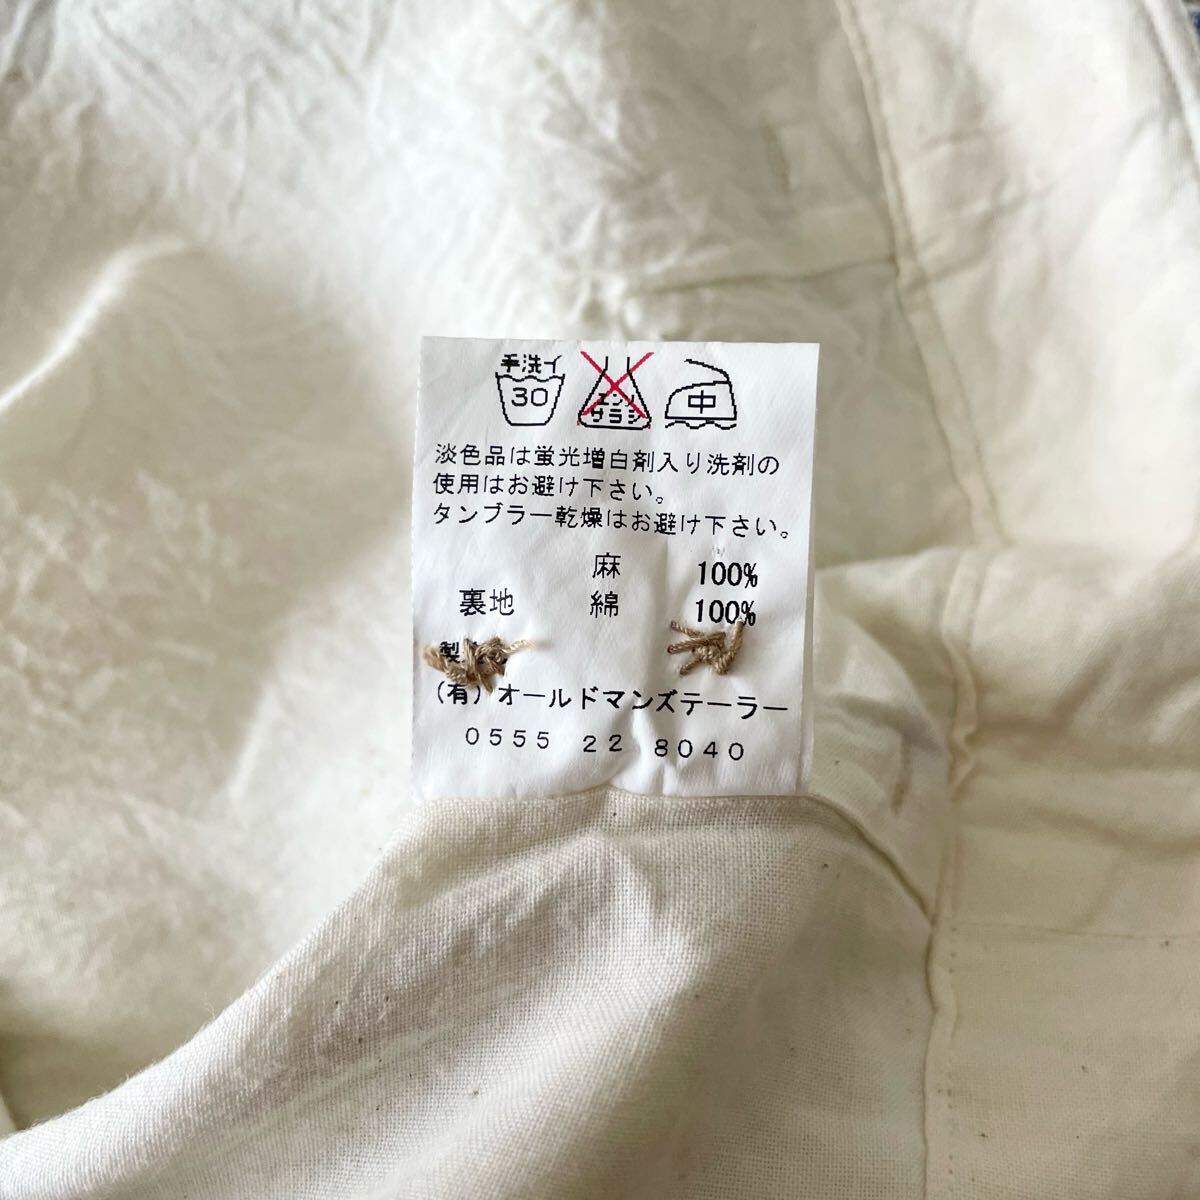 手洗イ
30
エンソ
サラシ
中
淡色品は蛍光増白剤入り洗剤の
使用はお避け下さい。
タンブラー乾燥はお避け下さい。
麻 100%
裏地 綿 100%
製
(有)オールドマンズテーラー
0555 22 8040